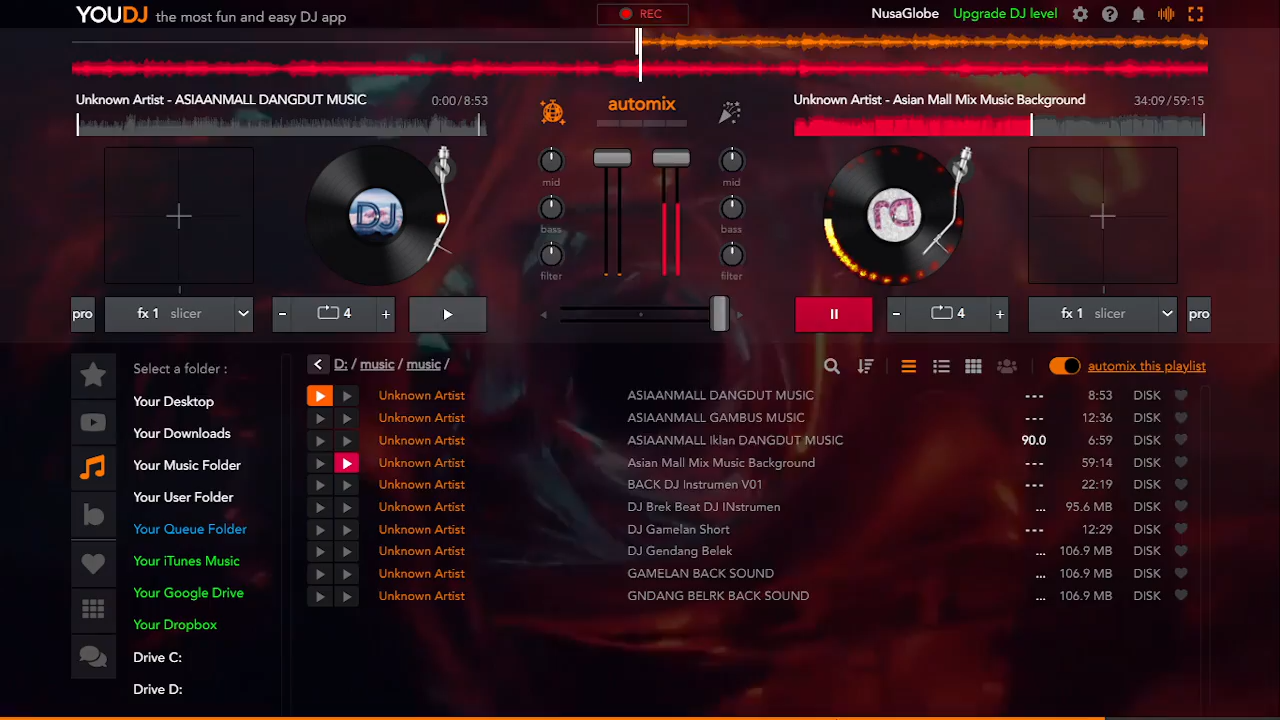 YOUDJ the most fun and easy DJ app
REC
NusaGlobe
Upgrade DJ level
Unknown Artist - ASIAANMALL DANGDUT MUSIC
0:00 / 8:53
automix
Unknown Artist - Asian Mall Mix Music Background
34:09 / 59:15
mid
bass
filter
DJ
mid
bass
filter
DJ
pro
fx 1 slicer
- 4 +
- 4 +
fx 1 slicer
pro
Select a folder :
Your Desktop
Your Downloads
Your Music Folder
Your User Folder
Your Queue Folder
Your iTunes Music
Your Google Drive
Your Dropbox
Drive C:
Drive D:
D: / music / music /
automix this playlist
Unknown Artist ASIAANMALL DANGDUT MUSIC --- 8:53 DISK
Unknown Artist ASIAANMALL GAMBUS MUSIC --- 12:36 DISK
Unknown Artist ASIAANMALL Iklan DANGDUT MUSIC 90.0 6:59 DISK
Unknown Artist Asian Mall Mix Music Background --- 59:14 DISK
Unknown Artist BACK DJ Instrumen V01 --- 22:19 DISK
Unknown Artist DJ Brek Beat DJ INstrumen ... 95.6 MB DISK
Unknown Artist DJ Gamelan Short --- 12:29 DISK
Unknown Artist DJ Gendang Belek ... 106.9 MB DISK
Unknown Artist GAMELAN BACK SOUND ... 106.9 MB DISK
Unknown Artist GNDANG BELRK BACK SOUND ... 106.9 MB DISK